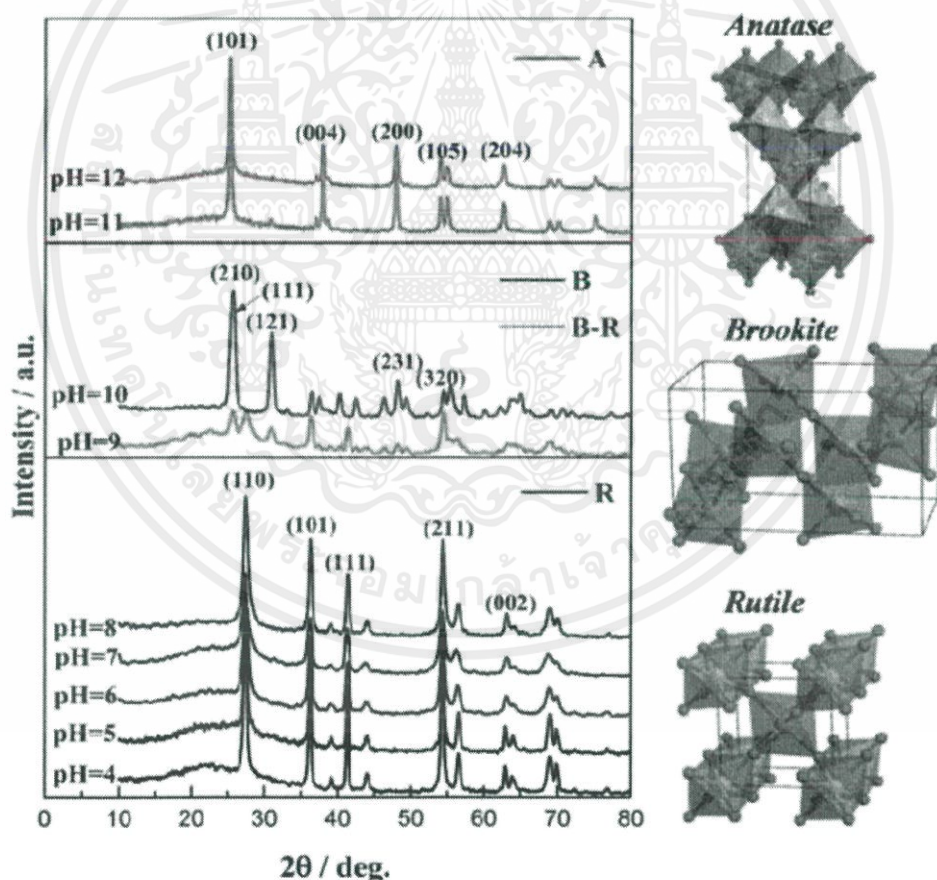 Anatase
(101)
A
(004)
(200)
(105)
(204)
pH=12
pH=11
(210)
B
(111)
(121)
B-R
Brookite
(231)
(320)
pH=10
pH=9
(110)
R
(101)
(211)
(111)
(002)
Rutile
pH=8
pH=7
pH=6
pH=5
pH=4
Intensity / a.u.
0 10 20 30 40 50 60 70 80
2θ / deg.